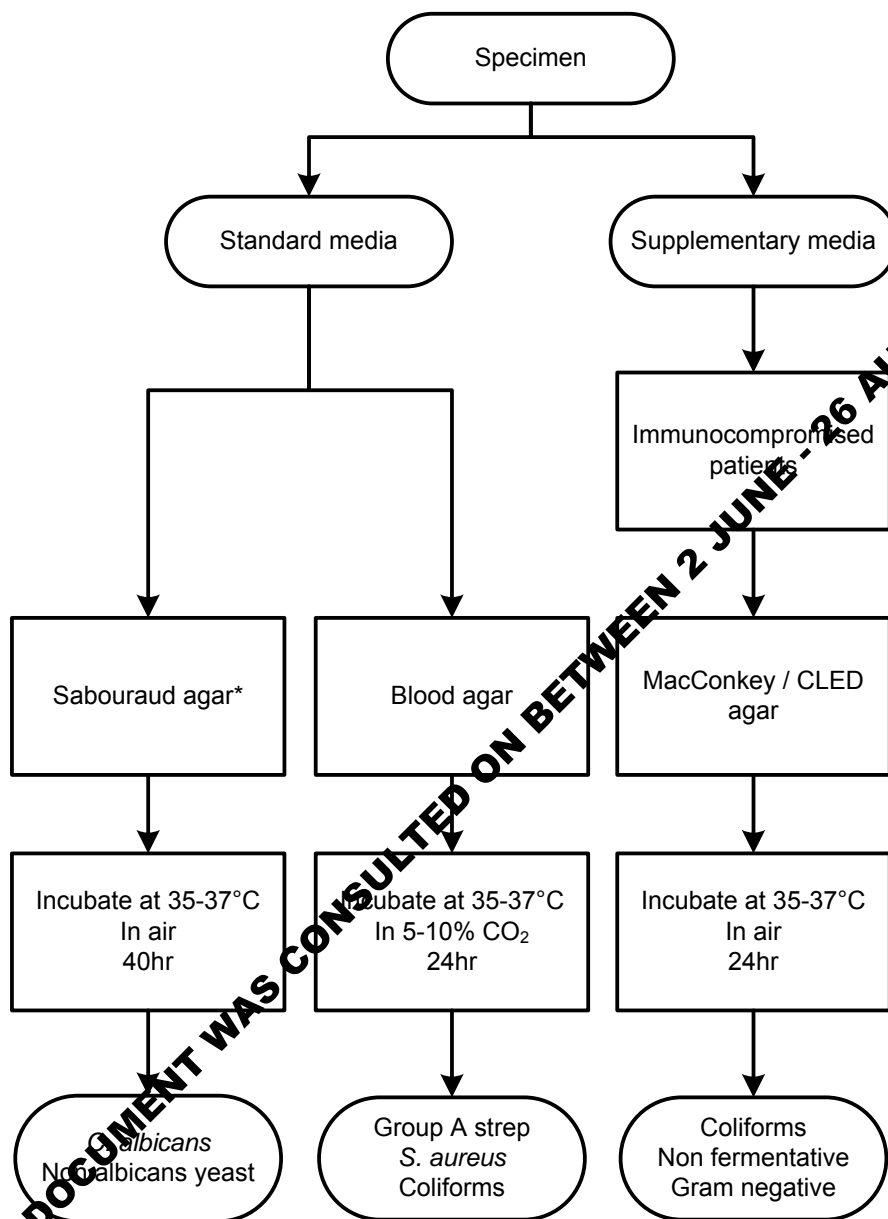 Specimen
Standard media
Supplementary media
Immunocompromised
patients
Sabouraud agar*
Blood agar
MacConkey / CLED
agar
Incubate at 35-37°C
In air
40hr
Incubate at 35-37°C
In 5-10% CO₂
24hr
Incubate at 35-37°C
In air
24hr
C. albicans
Non albicans yeast
Group A strep
S. aureus
Coliforms
Coliforms
Non fermentative
Gram negative
DOCUMENT WAS CONSULTED ON BETWEEN 2 JUNE - 26